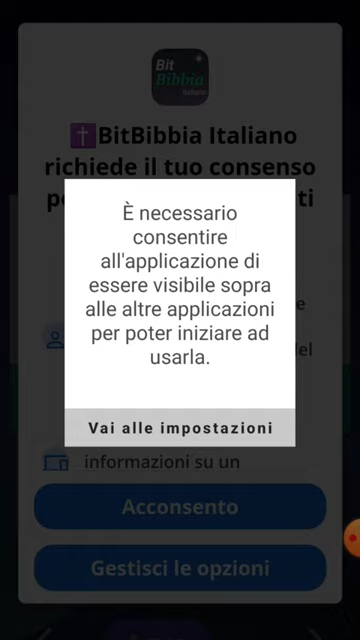 Bit
Bibbia
Italiano
✝️BitBibbia Italiano
richiede il tuo consenso
È necessario
consentire
all'applicazione di
essere visibile sopra
alle altre applicazioni
per poter iniziare ad
usarla.
Vai alle impostazioni
informazioni su un
Acconsento
Gestisci le opzioni